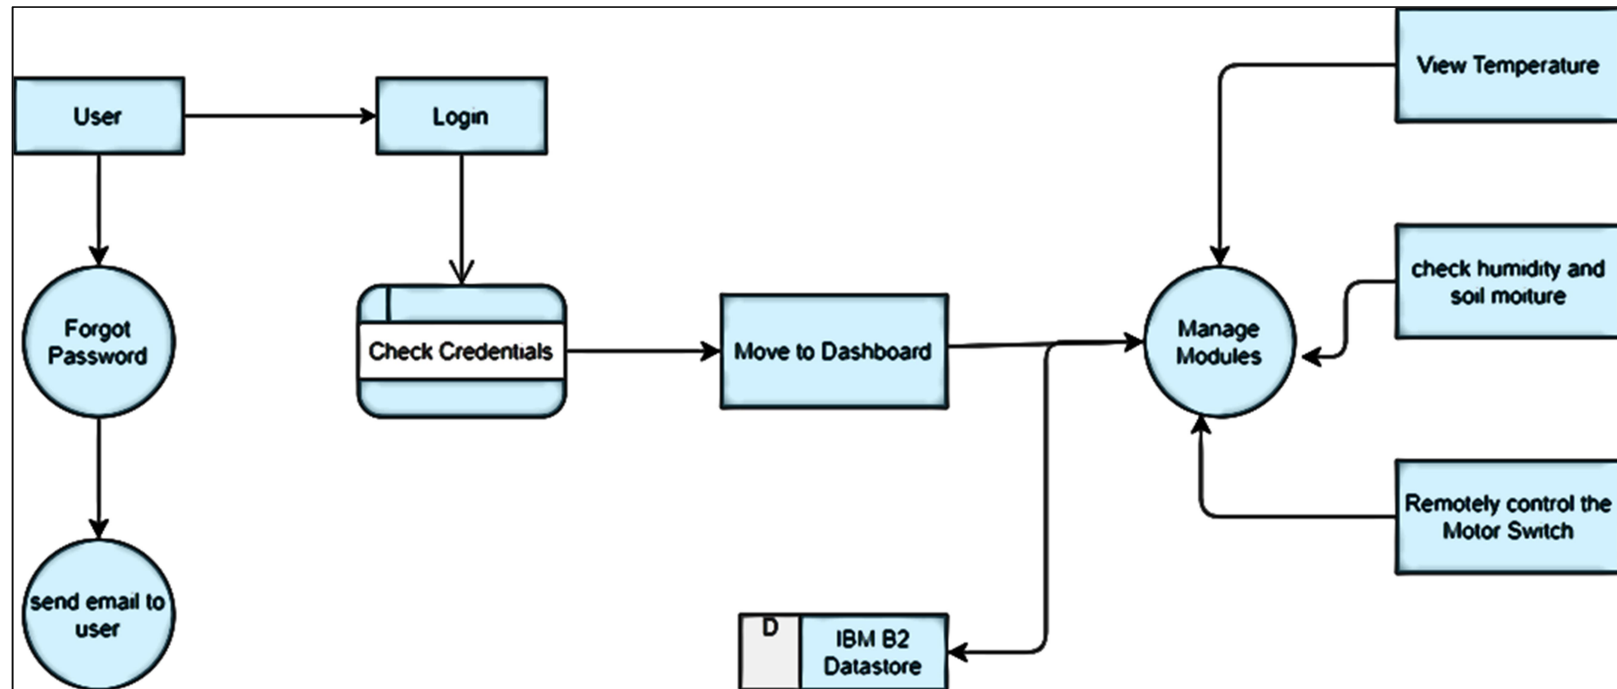 View Temperature
User
Login
check humidity and
soil moiture
Forgot
Password
Check Credentials
Move to Dashboard
Manage
Modules
Remotely control the
Motor Switch
send email to
user
D
IBM B2
Datastore